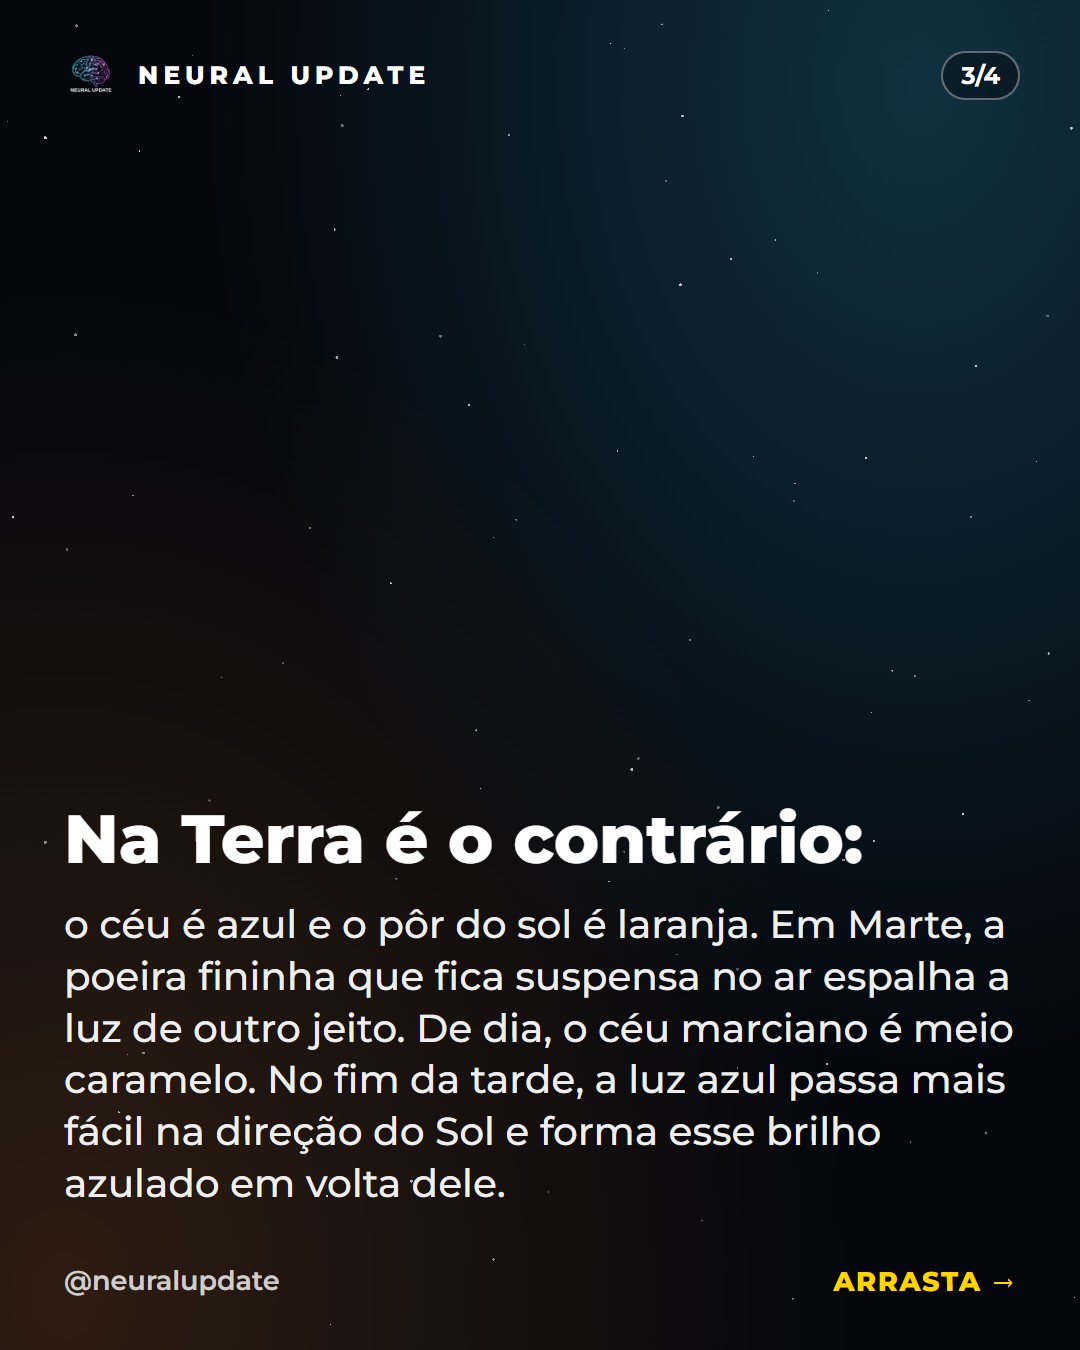 NEURAL UPDATE
NEURAL UPDATE
3/4
Na Terra é o contrário:
o céu é azul e o pôr do sol é laranja. Em Marte, a
poeira fininha que fica suspensa no ar espalha a
luz de outro jeito. De dia, o céu marciano é meio
caramelo. No fim da tarde, a luz azul passa mais
fácil na direção do Sol e forma esse brilho
azulado em volta dele.
@neuralupdate
ARRASTA →